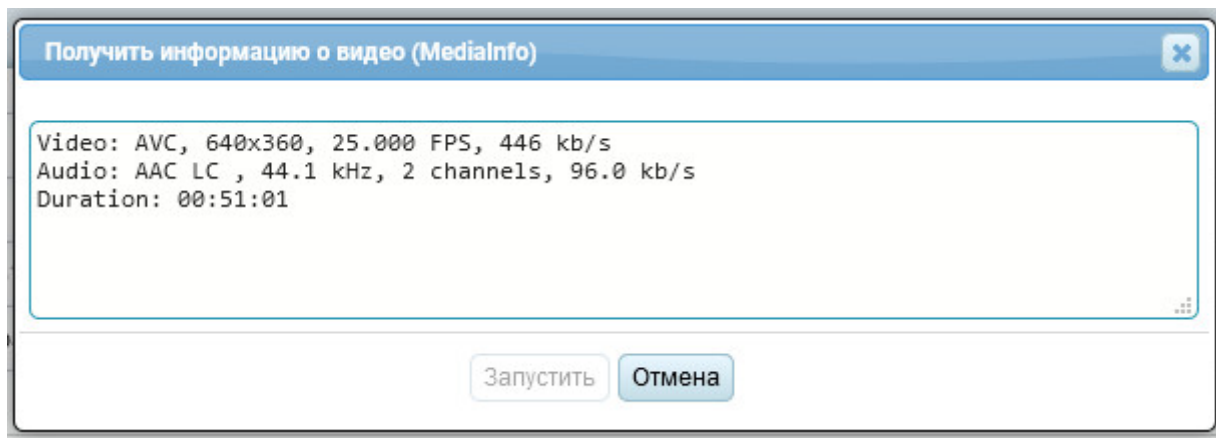 Получить информацию о видео (MediaInfo)
Video: AVC, 640x360, 25.000 FPS, 446 kb/s
Audio: AAC LC , 44.1 kHz, 2 channels, 96.0 kb/s
Duration: 00:51:01
Запустить Отмена